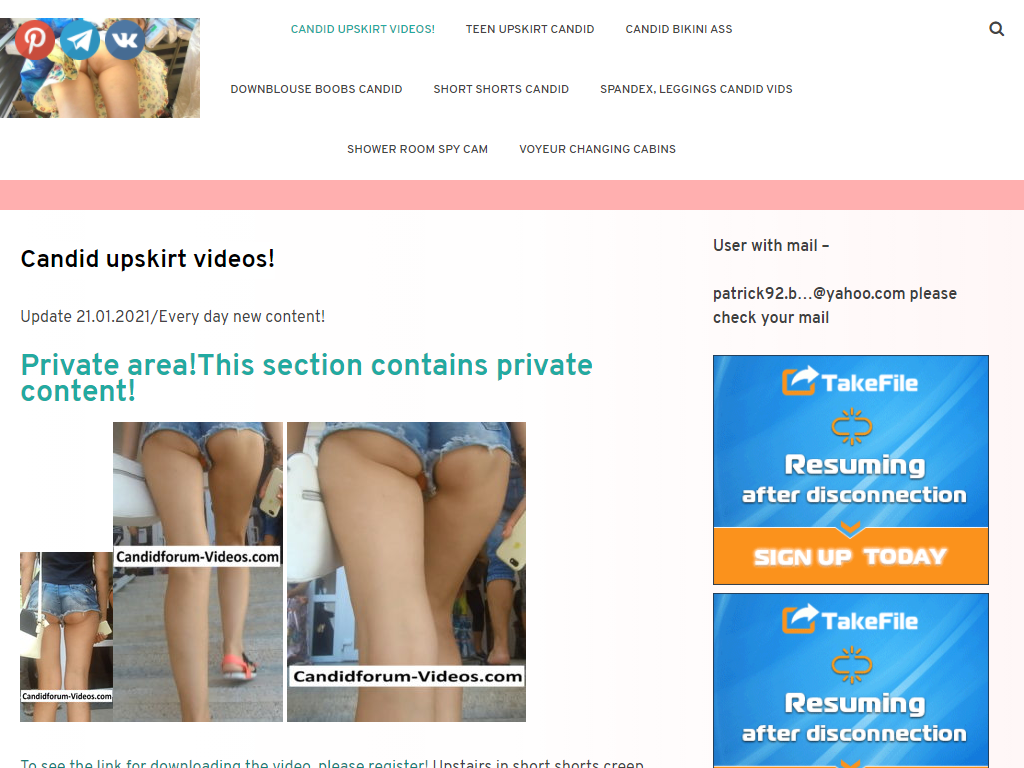 CANDID UPSKIRT VIDEOS!
TEEN UPSKIRT CANDID
CANDID BIKINI ASS
DOWNBLOUSE BOOBS CANDID
SHORT SHORTS CANDID
SPANDEX, LEGGINGS CANDID VIDS
SHOWER ROOM SPY CAM
VOYEUR CHANGING CABINS
Candid upskirt videos!
Update 21.01.2021/Every day new content!
Private area!This section contains private
content!
Candidforum-Videos.com
Candidforum-Videos.com
Candidforum-Videos.com
To see the link for downloading the video, please register! Upstairs in short shorts creep
User with mail –
patrick92.b…@yahoo.com please
check your mail
TakeFile
Resuming
after disconnection
SIGN UP TODAY
TakeFile
Resuming
after disconnection